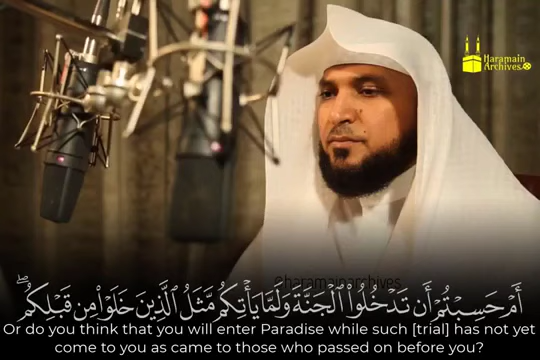 Haramain
Archives
@haramainarchives
أَمْ حَسِبْتُمْ أَن تَدْخُلُوا۟ ٱلْجَنَّةَ وَلَمَّا يَأْتِكُم مَّثَلُ ٱلَّذِينَ خَلَوْا۟ مِن قَبْلِكُم ۖ
Or do you think that you will enter Paradise while such [trial] has not yet
come to you as came to those who passed on before you?